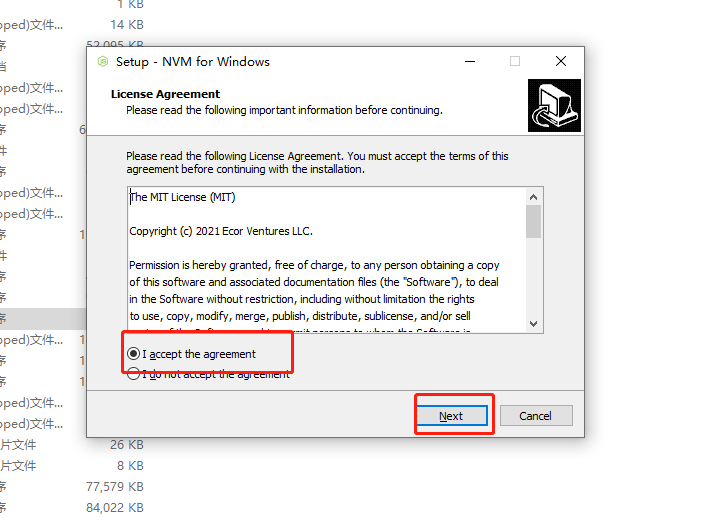 1 KB
pped)文件...
14 KB
序
52,095 KB
档
pped)文件...
pped)文件...
序
6
件
序
pped)文件...
pped)文件...
序
1
件
序
序
序
pped)文件...
1
序
1
序
1
pped)文件...
pped)文件...
片文件
26 KB
片文件
8 KB
序
77,579 KB
序
84,022 KB
Setup - NVM for Windows
License Agreement
Please read the following important information before continuing.
Please read the following License Agreement. You must accept the terms of this
agreement before continuing with the installation.
The MIT License (MIT)
Copyright (c) 2021 Ecor Ventures LLC.
Permission is hereby granted, free of charge, to any person obtaining a copy
of this software and associated documentation files (the "Software"), to deal
in the Software without restriction, including without limitation the rights
to use, copy, modify, merge, publish, distribute, sublicense, and/or sell
I accept the agreement
I do not accept the agreement
Next
Cancel